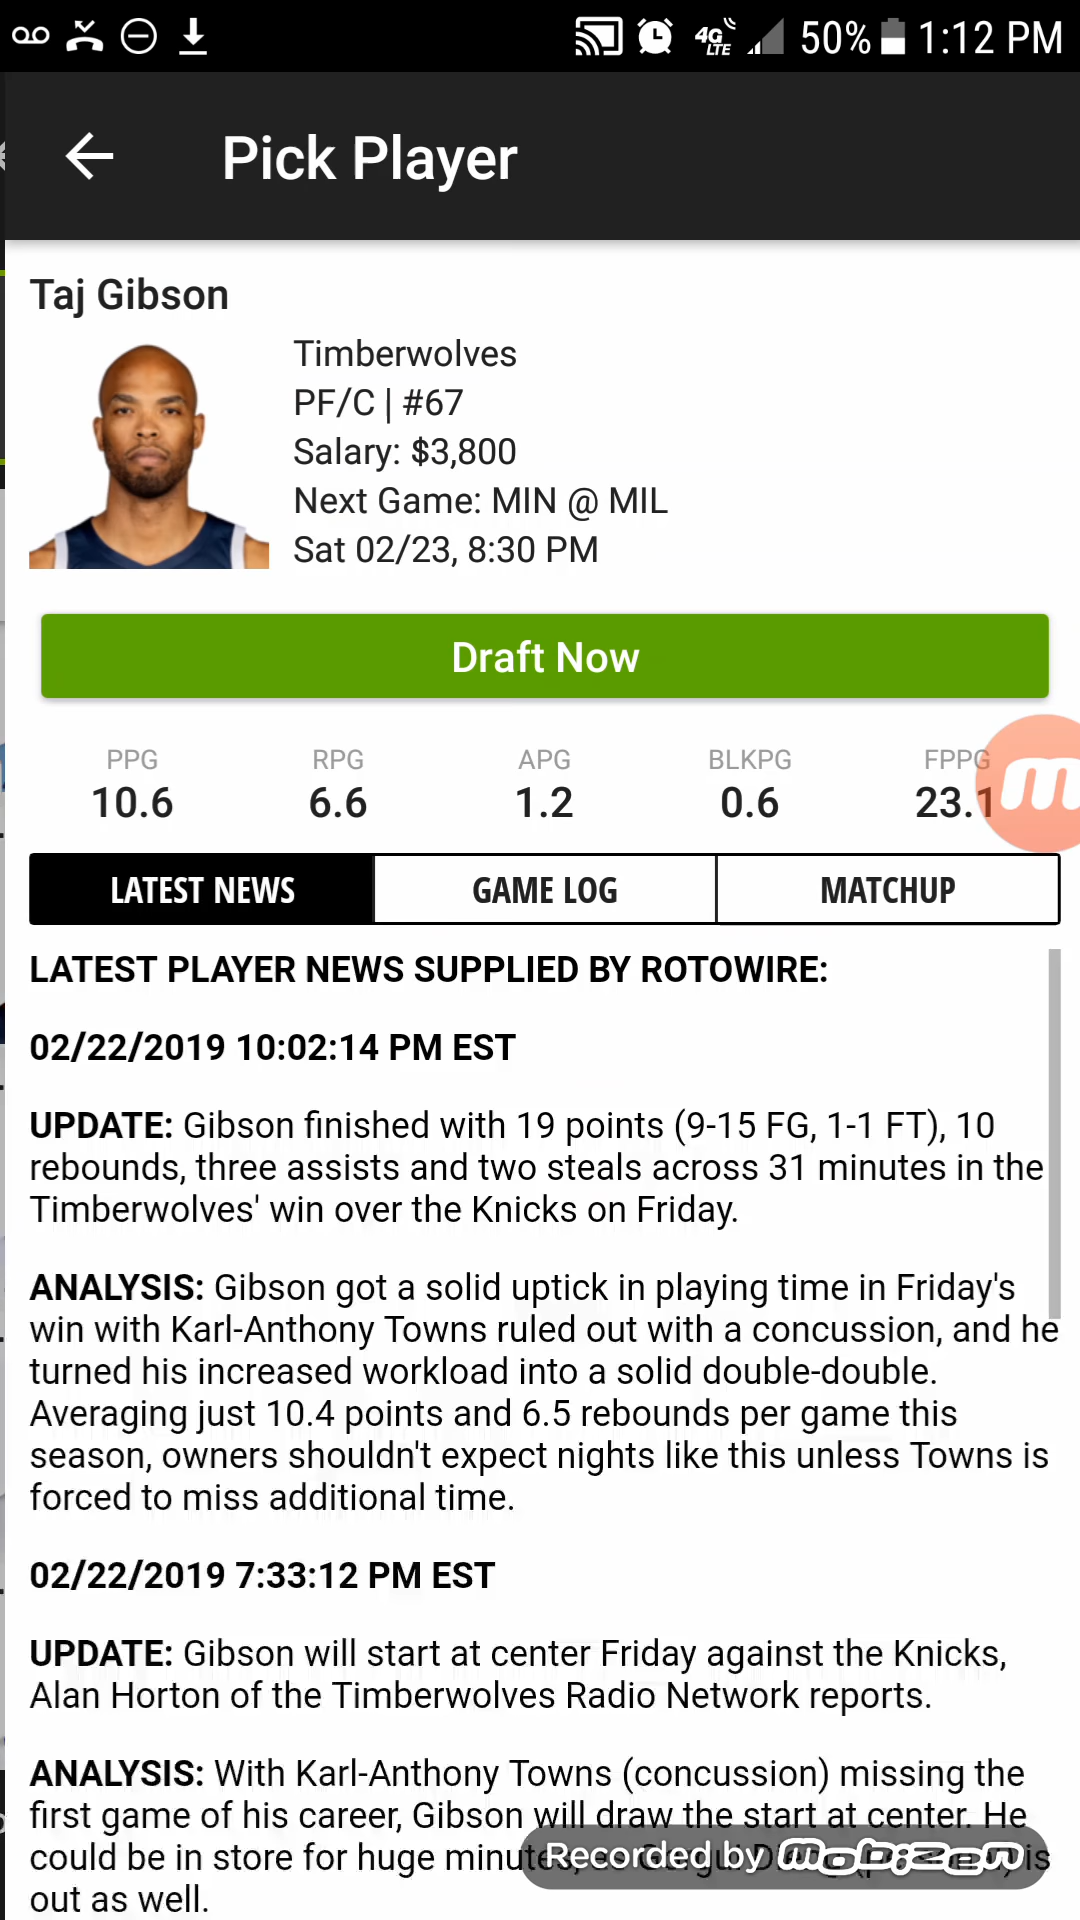 4G LTE 50% 1:12 PM
Pick Player
Taj Gibson
Timberwolves
PF/C | #67
Salary: $3,800
Next Game: MIN @ MIL
Sat 02/23, 8:30 PM
Draft Now
PPG RPG APG BLKPG FPPG
10.6 6.6 1.2 0.6 23.1
LATEST NEWS GAME LOG MATCHUP
LATEST PLAYER NEWS SUPPLIED BY ROTOWIRE:
02/22/2019 10:02:14 PM EST
UPDATE: Gibson finished with 19 points (9-15 FG, 1-1 FT), 10
rebounds, three assists and two steals across 31 minutes in the
Timberwolves' win over the Knicks on Friday.
ANALYSIS: Gibson got a solid uptick in playing time in Friday's
win with Karl-Anthony Towns ruled out with a concussion, and he
turned his increased workload into a solid double-double.
Averaging just 10.4 points and 6.5 rebounds per game this
season, owners shouldn't expect nights like this unless Towns is
forced to miss additional time.
02/22/2019 7:33:12 PM EST
UPDATE: Gibson will start at center Friday against the Knicks,
Alan Horton of the Timberwolves Radio Network reports.
ANALYSIS: With Karl-Anthony Towns (concussion) missing the
first game of his career, Gibson will draw the start at center. He
could be in store for huge minutes, is
Recorded by mobizen
out as well.